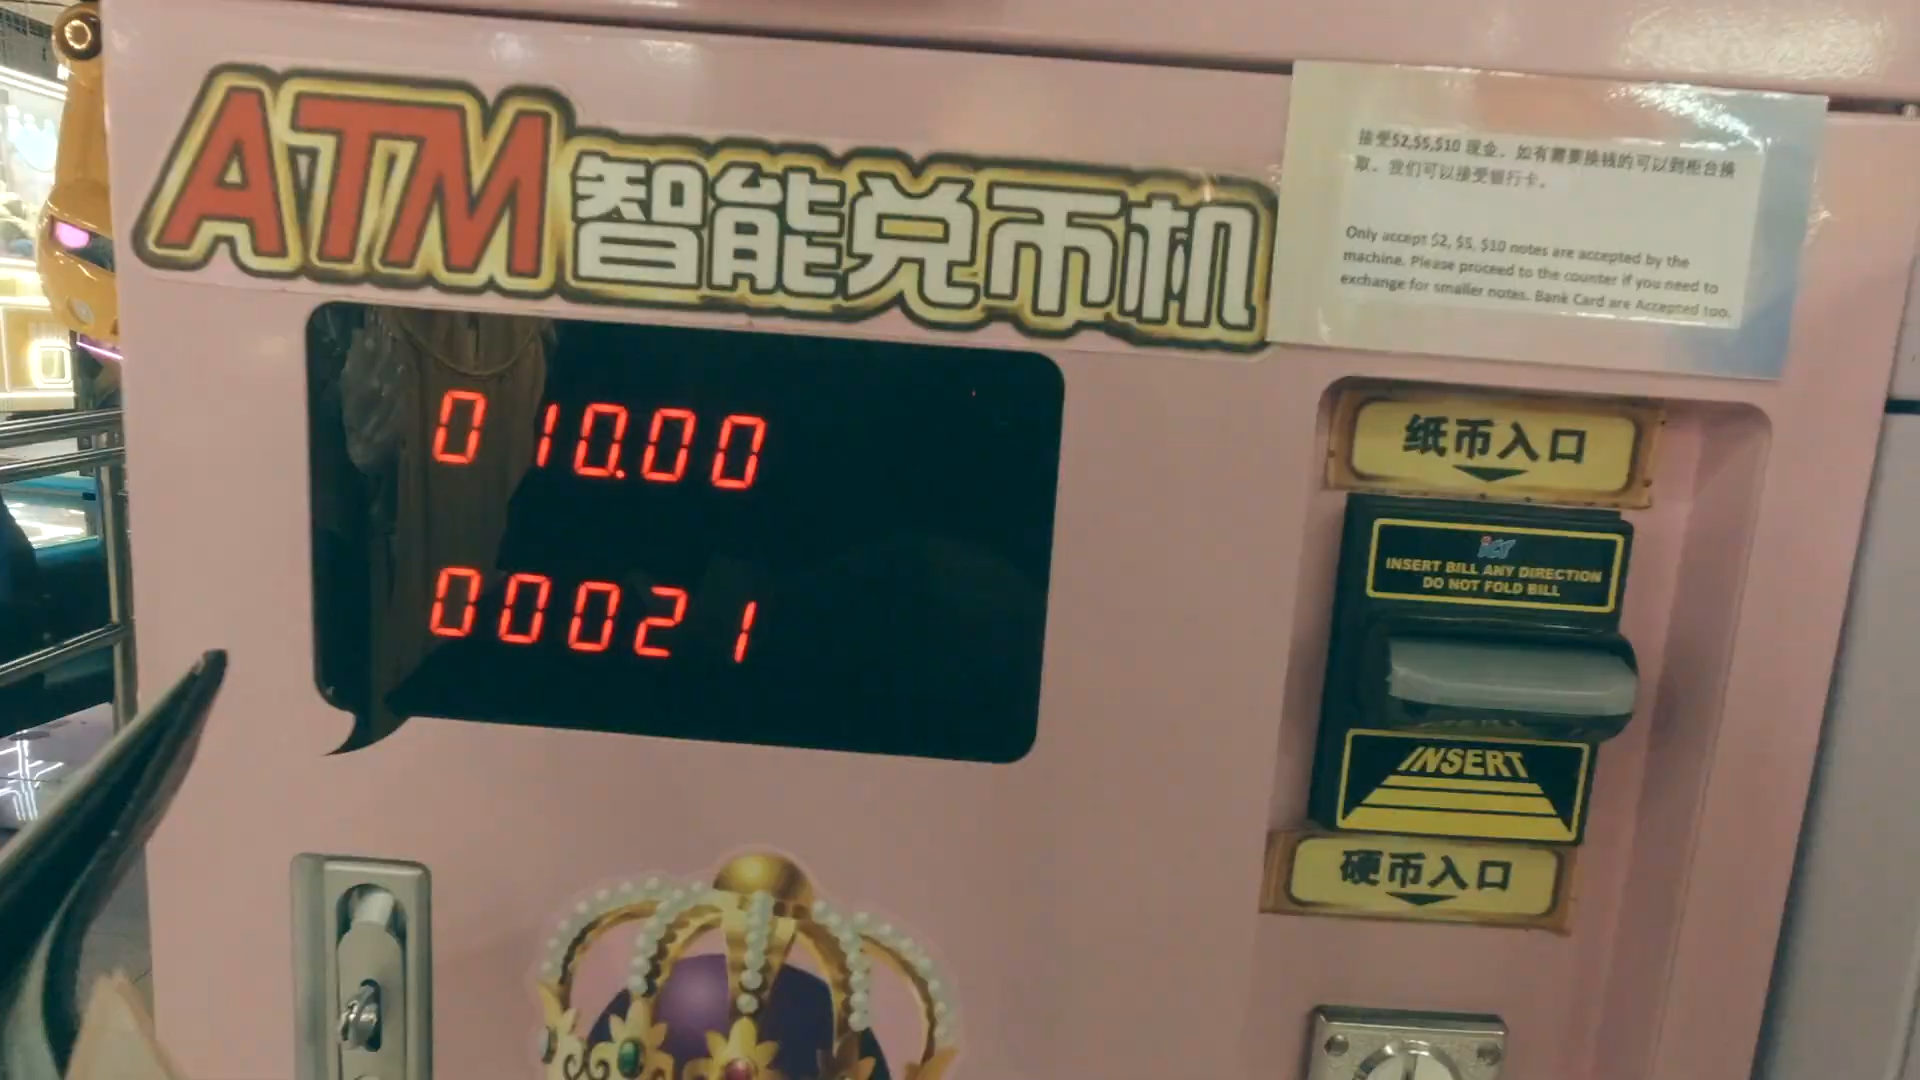 ATM智能兑币机
接受$2,$5,$10 现金. 如有需要换钱的可以到柜台换
取. 我们可以接受银行卡.
Only accept $2, $5, $10 notes are accepted by the
machine. Please proceed to the counter if you need to
exchange for smaller notes. Bank Card are Accepted too.
010.00
00021
纸币入口
ict
INSERT BILL ANY DIRECTION
DO NOT FOLD BILL
INSERT
硬币入口